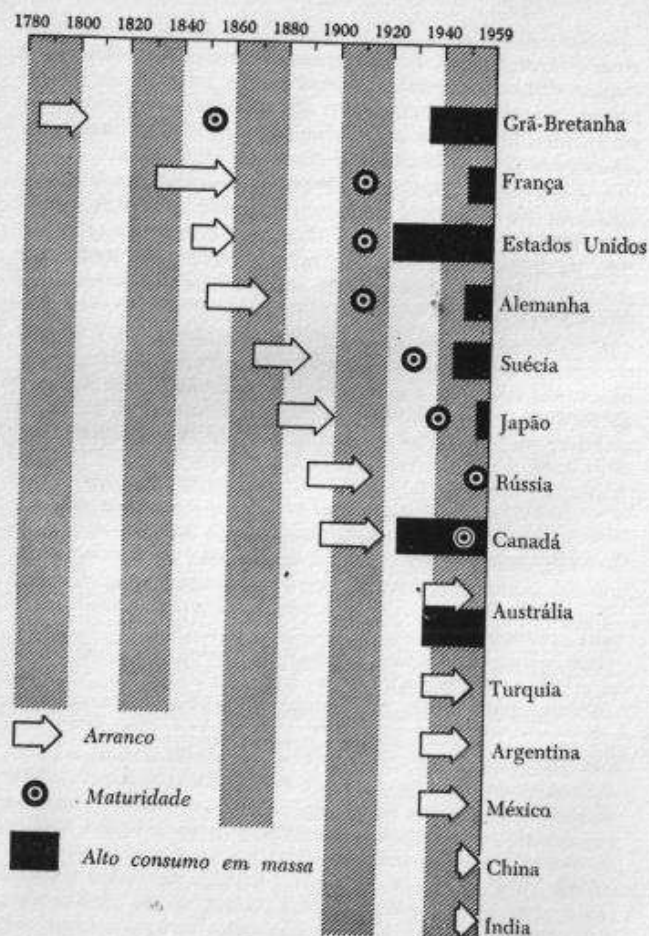 1780 1800 1820 1840 1860 1880 1900 1920 1940 1959
Grã-Bretanha
França
Estados Unidos
Alemanha
Suécia
Japão
Rússia
Canadá
Austrália
Turquia
Argentina
México
China
Índia
Arranco
Maturidade
Alto consumo em massa